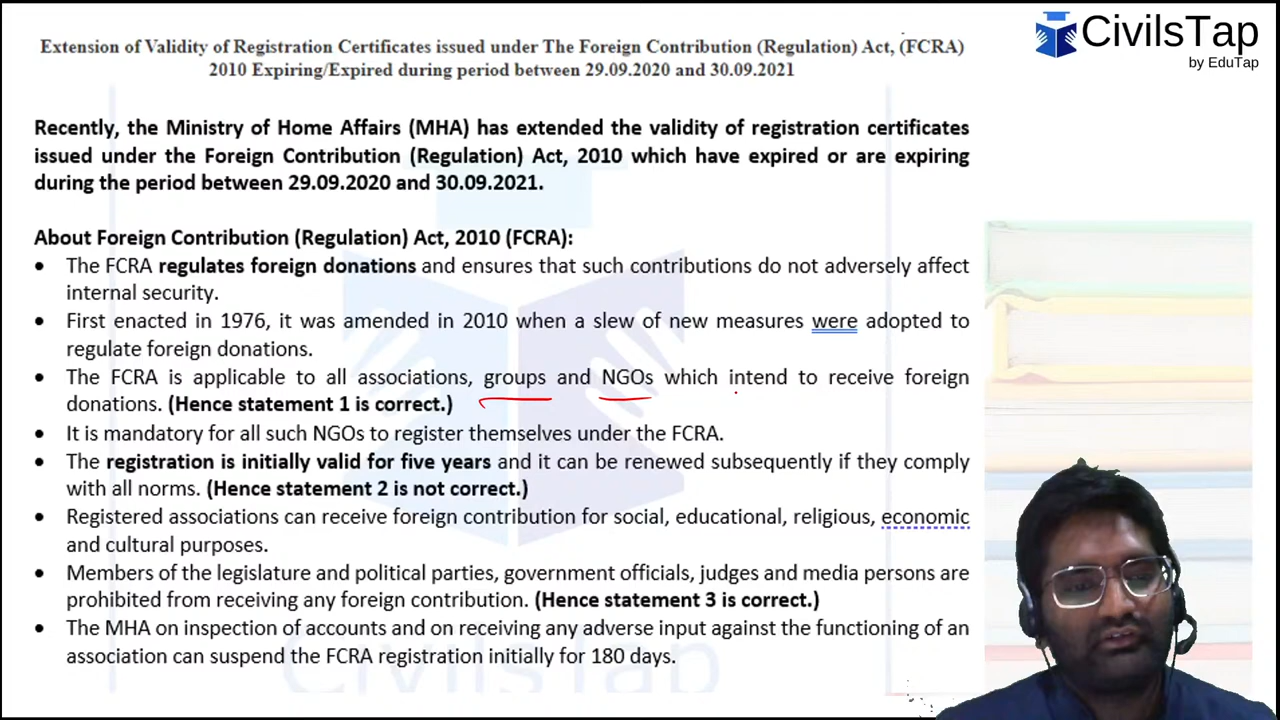 CivilsTap
by EduTap
Extension of Validity of Registration Certificates issued under The Foreign Contribution (Regulation) Act, (FCRA)
2010 Expiring/Expired during period between 29.09.2020 and 30.09.2021
Recently, the Ministry of Home Affairs (MHA) has extended the validity of registration certificates
issued under the Foreign Contribution (Regulation) Act, 2010 which have expired or are expiring
during the period between 29.09.2020 and 30.09.2021.
About Foreign Contribution (Regulation) Act, 2010 (FCRA):
• The FCRA regulates foreign donations and ensures that such contributions do not adversely affect
internal security.
• First enacted in 1976, it was amended in 2010 when a slew of new measures were adopted to
regulate foreign donations.
• The FCRA is applicable to all associations, groups and NGOs which intend to receive foreign
donations. (Hence statement 1 is correct.)
• It is mandatory for all such NGOs to register themselves under the FCRA.
• The registration is initially valid for five years and it can be renewed subsequently if they comply
with all norms. (Hence statement 2 is not correct.)
• Registered associations can receive foreign contribution for social, educational, religious, economic
and cultural purposes.
• Members of the legislature and political parties, government officials, judges and media persons are
prohibited from receiving any foreign contribution. (Hence statement 3 is correct.)
• The MHA on inspection of accounts and on receiving any adverse input against the functioning of an
association can suspend the FCRA registration initially for 180 days.
CivilsTap